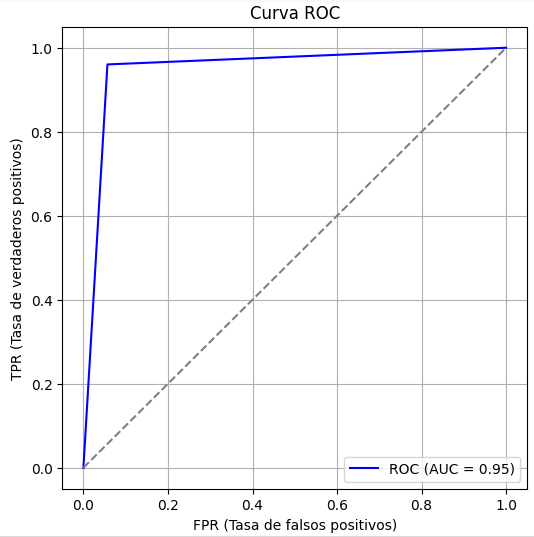 Curva ROC
1.0
0.8
0.6
0.4
0.2
0.0
TPR (Tasa de verdaderos positivos)
ROC (AUC = 0.95)
0.0 0.2 0.4 0.6 0.8 1.0
FPR (Tasa de falsos positivos)